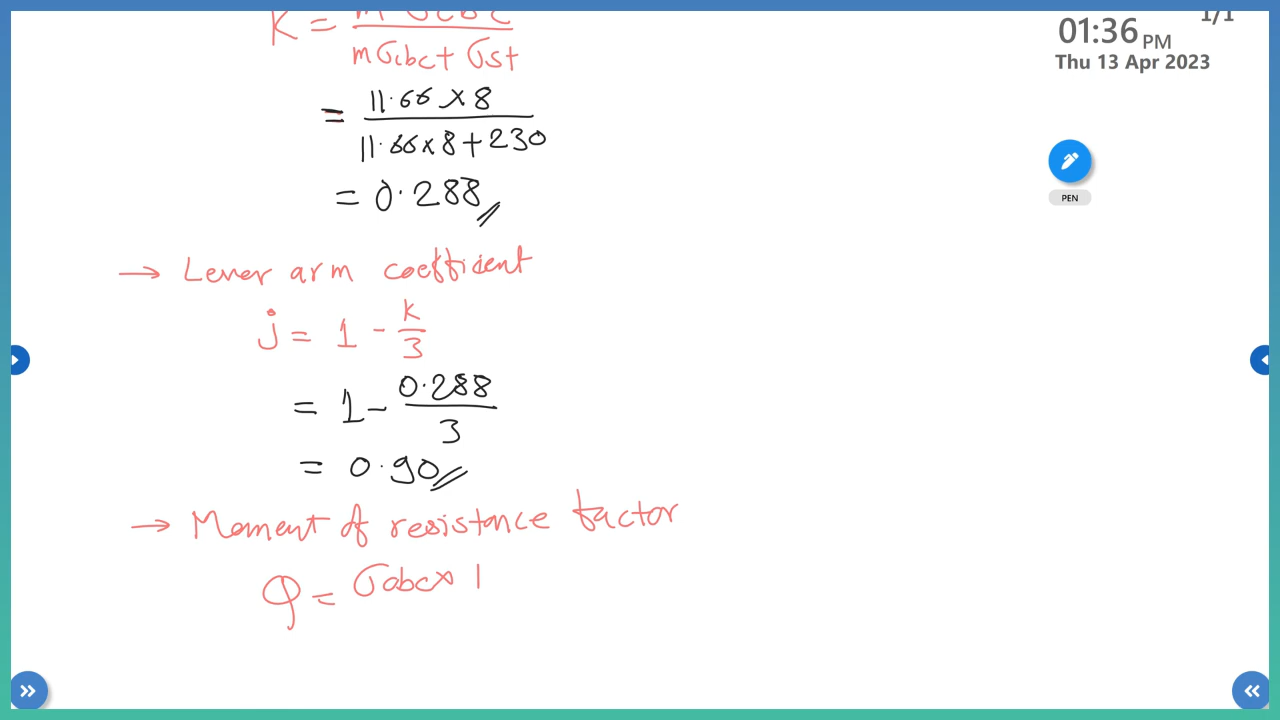 K = mσcbc / mσcbc + σst
= 11.66 × 8 / 11.66 × 8 + 230
= 0.288
→ Lever arm coefficient
j = 1 - K/3
= 1 - 0.288/3
= 0.90
→ Moment of resistance factor
Q = σcbc ×
1/1
01:36 PM
Thu 13 Apr 2023
PEN